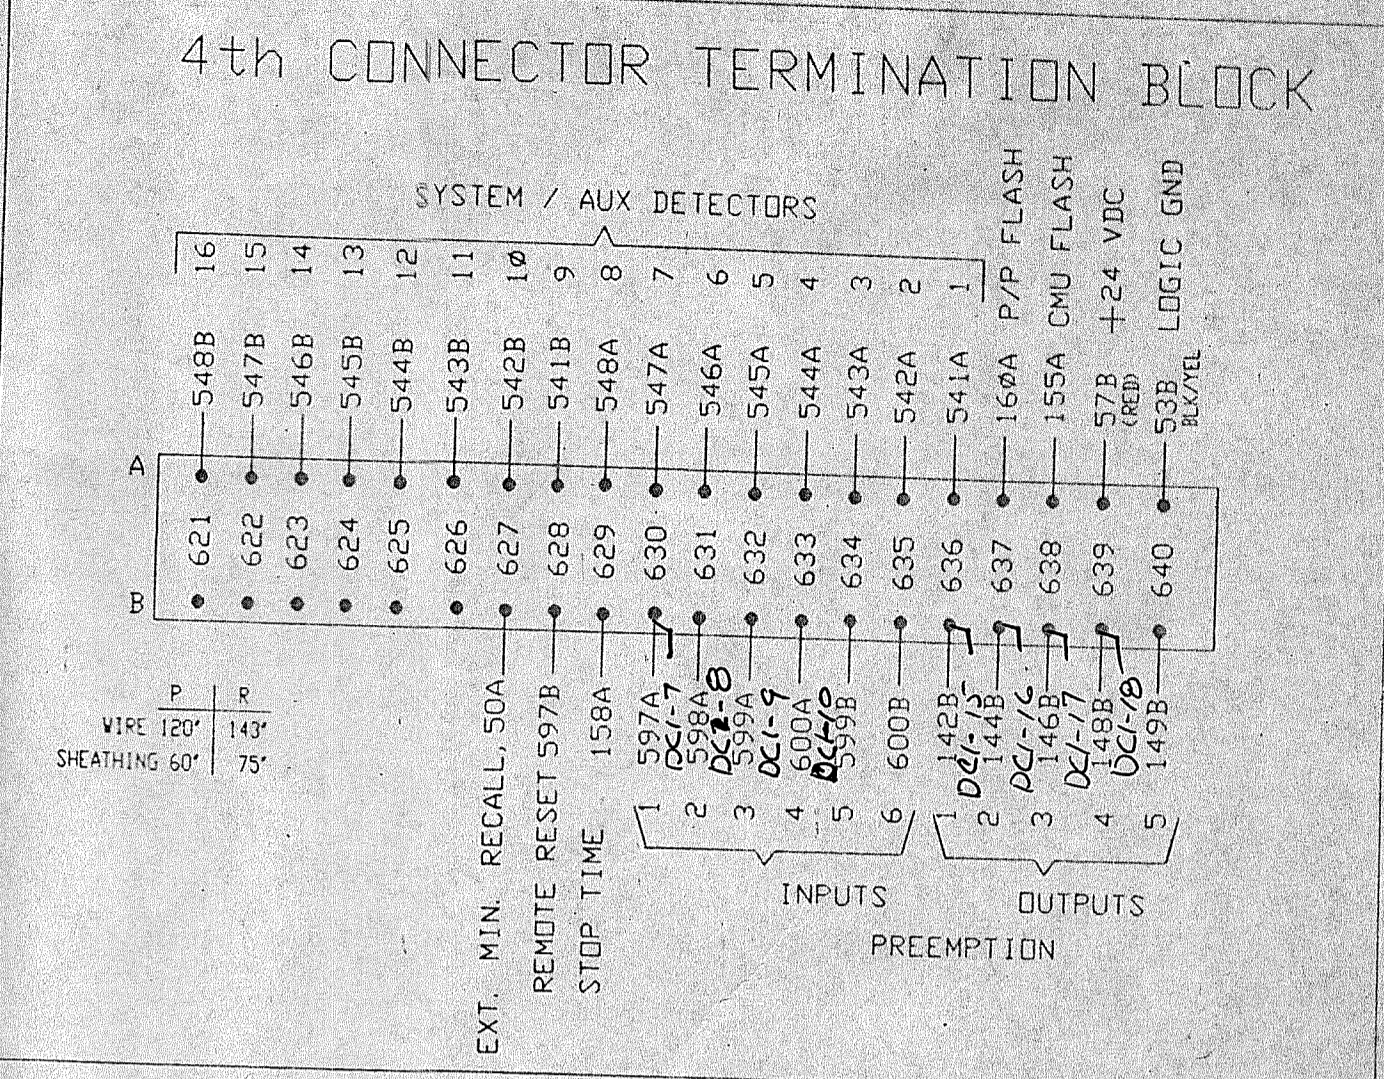 4th CONNECTOR TERMINATION BLOCK
SYSTEM / AUX DETECTORS
16 15 14 13 12 11 1Ø 9 8 7 6 5 4 3 2 1 P/P FLASH CMU FLASH +24 VDC LOGIC GND
548B 547B 546B 545B 544B 543B 542B 541B 548A 547A 546A 545A 544A 543A 542A 541A 16ØA 155A 57B 53B
(RED) BLK/YEL
A
621 622 623 624 625 626 627 628 629 630 631 632 633 634 635 636 637 638 639 640
B
P R
WIRE 120" 143"
SHEATHING 60" 75"
EXT. MIN. RECALL, 50A
REMOTE RESET 597B
STOP TIME 158A
597A 598A 599A 600A 599B 600B 142B 144B 146B 148B 149B
DC1-7 DC2-8 DC1-9 DC1-10 DC1-15 DC1-16 DC1-17 DC1-18
1 2 3 4 5 6 1 2 3 4 5
INPUTS OUTPUTS
PREEMPTION